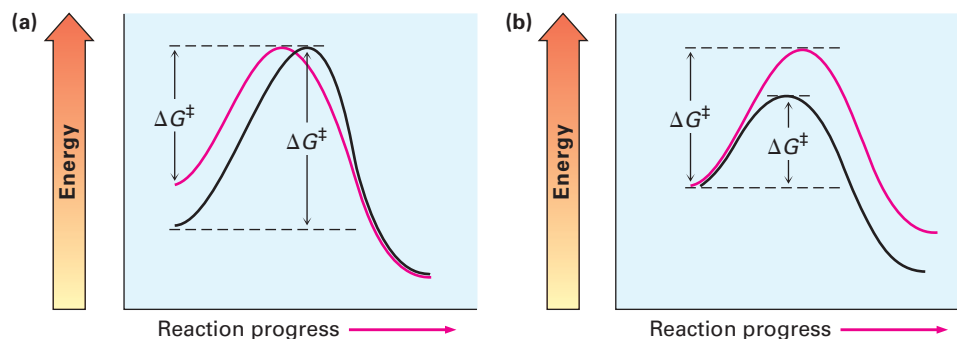 (a)
Energy
ΔG‡
ΔG‡
Reaction progress
(b)
Energy
ΔG‡
ΔG‡
Reaction progress